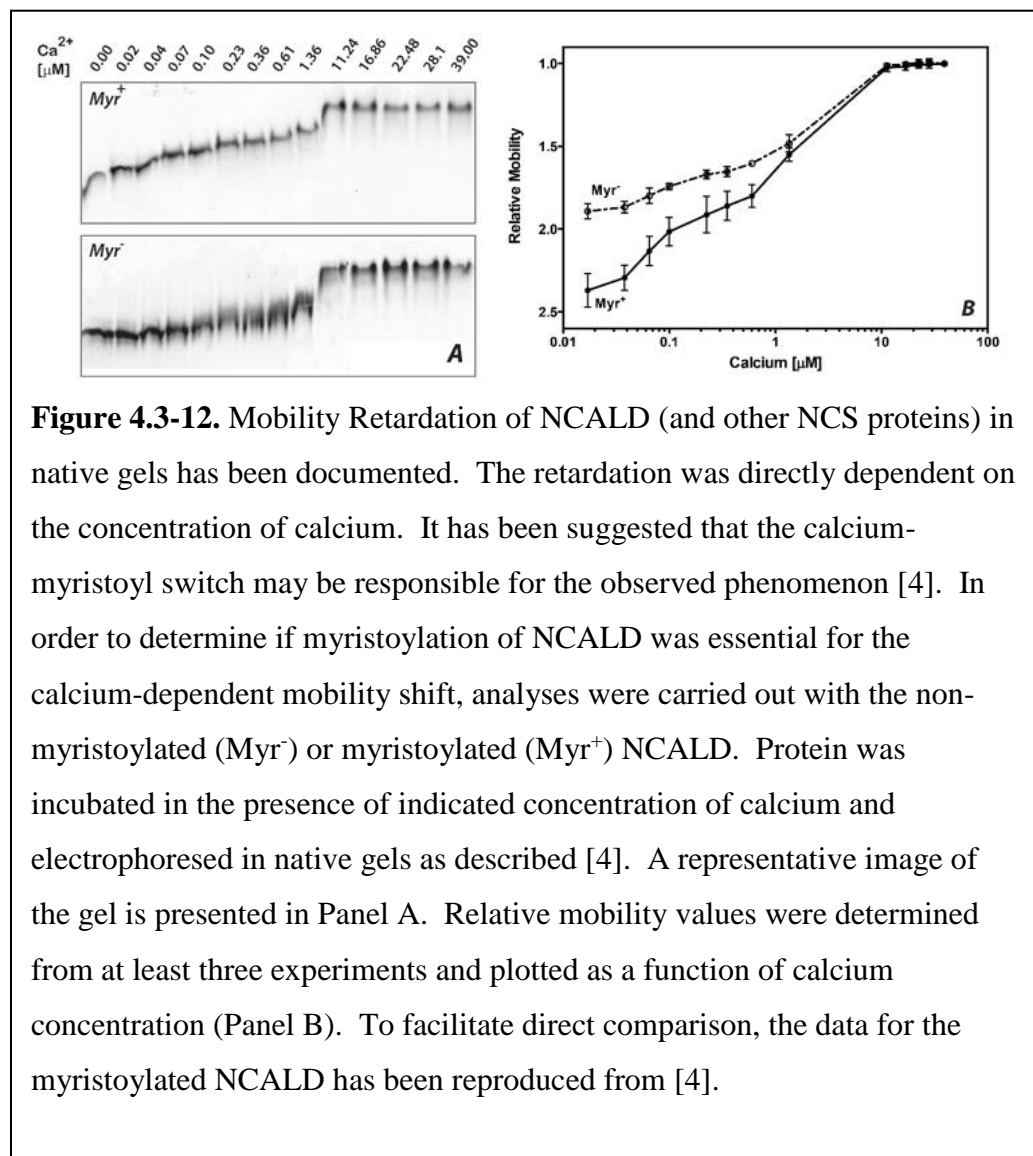 Ca2+
[µM]
0.00 0.02 0.04 0.07 0.10 0.23 0.36 0.61 1.36 11.24 16.86 22.48 28.1 39.00
Myr+
Myr-
A
Relative Mobility
1.0
1.5
2.0
2.5
Myr-
Myr+
B
0.01 0.1 1 10 100
Calcium [µM]
Figure 4.3-12. Mobility Retardation of NCALD (and other NCS proteins) in
native gels has been documented. The retardation was directly dependent on
the concentration of calcium. It has been suggested that the calcium-
myristoyl switch may be responsible for the observed phenomenon [4]. In
order to determine if myristoylation of NCALD was essential for the
calcium-dependent mobility shift, analyses were carried out with the non-
myristoylated (Myr-) or myristoylated (Myr+) NCALD. Protein was
incubated in the presence of indicated concentration of calcium and
electrophoresed in native gels as described [4]. A representative image of
the gel is presented in Panel A. Relative mobility values were determined
from at least three experiments and plotted as a function of calcium
concentration (Panel B). To facilitate direct comparison, the data for the
myristoylated NCALD has been reproduced from [4].